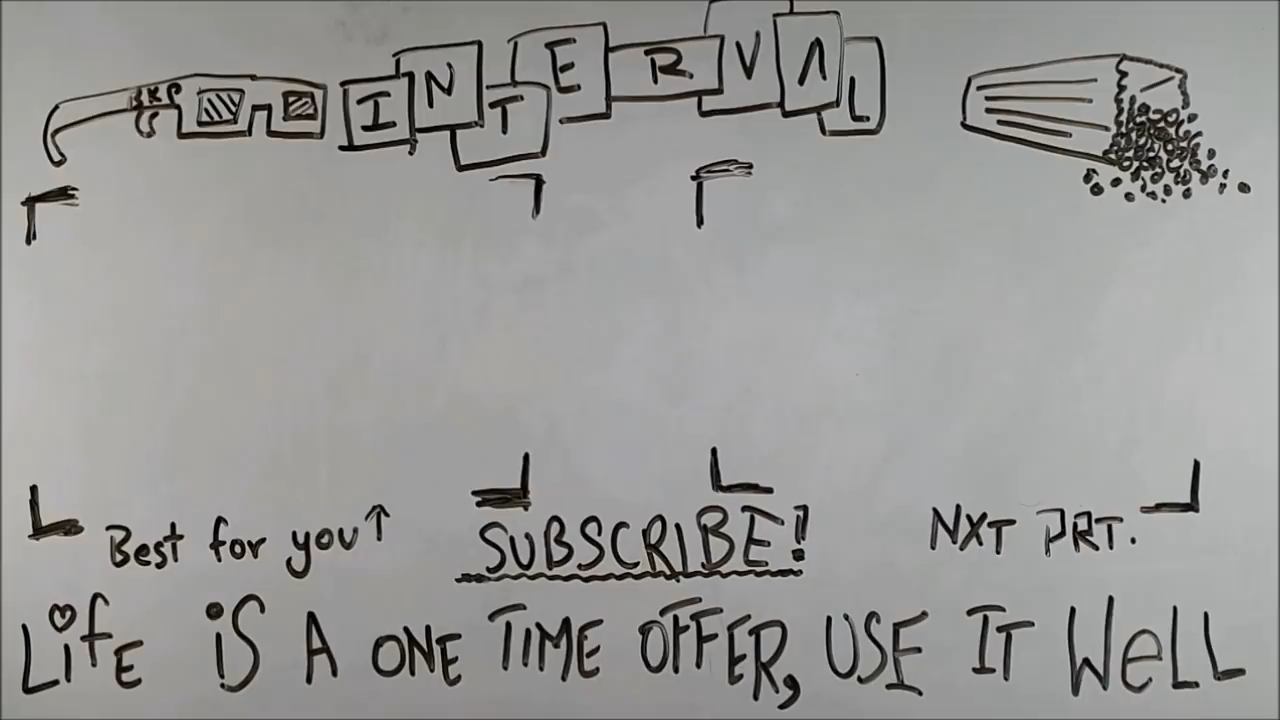 INTERVAL
Best for you↑
SUBSCRIBE!
NXT PRT.
LifE iS A ONE TIME OFFER, USE IT WeLL